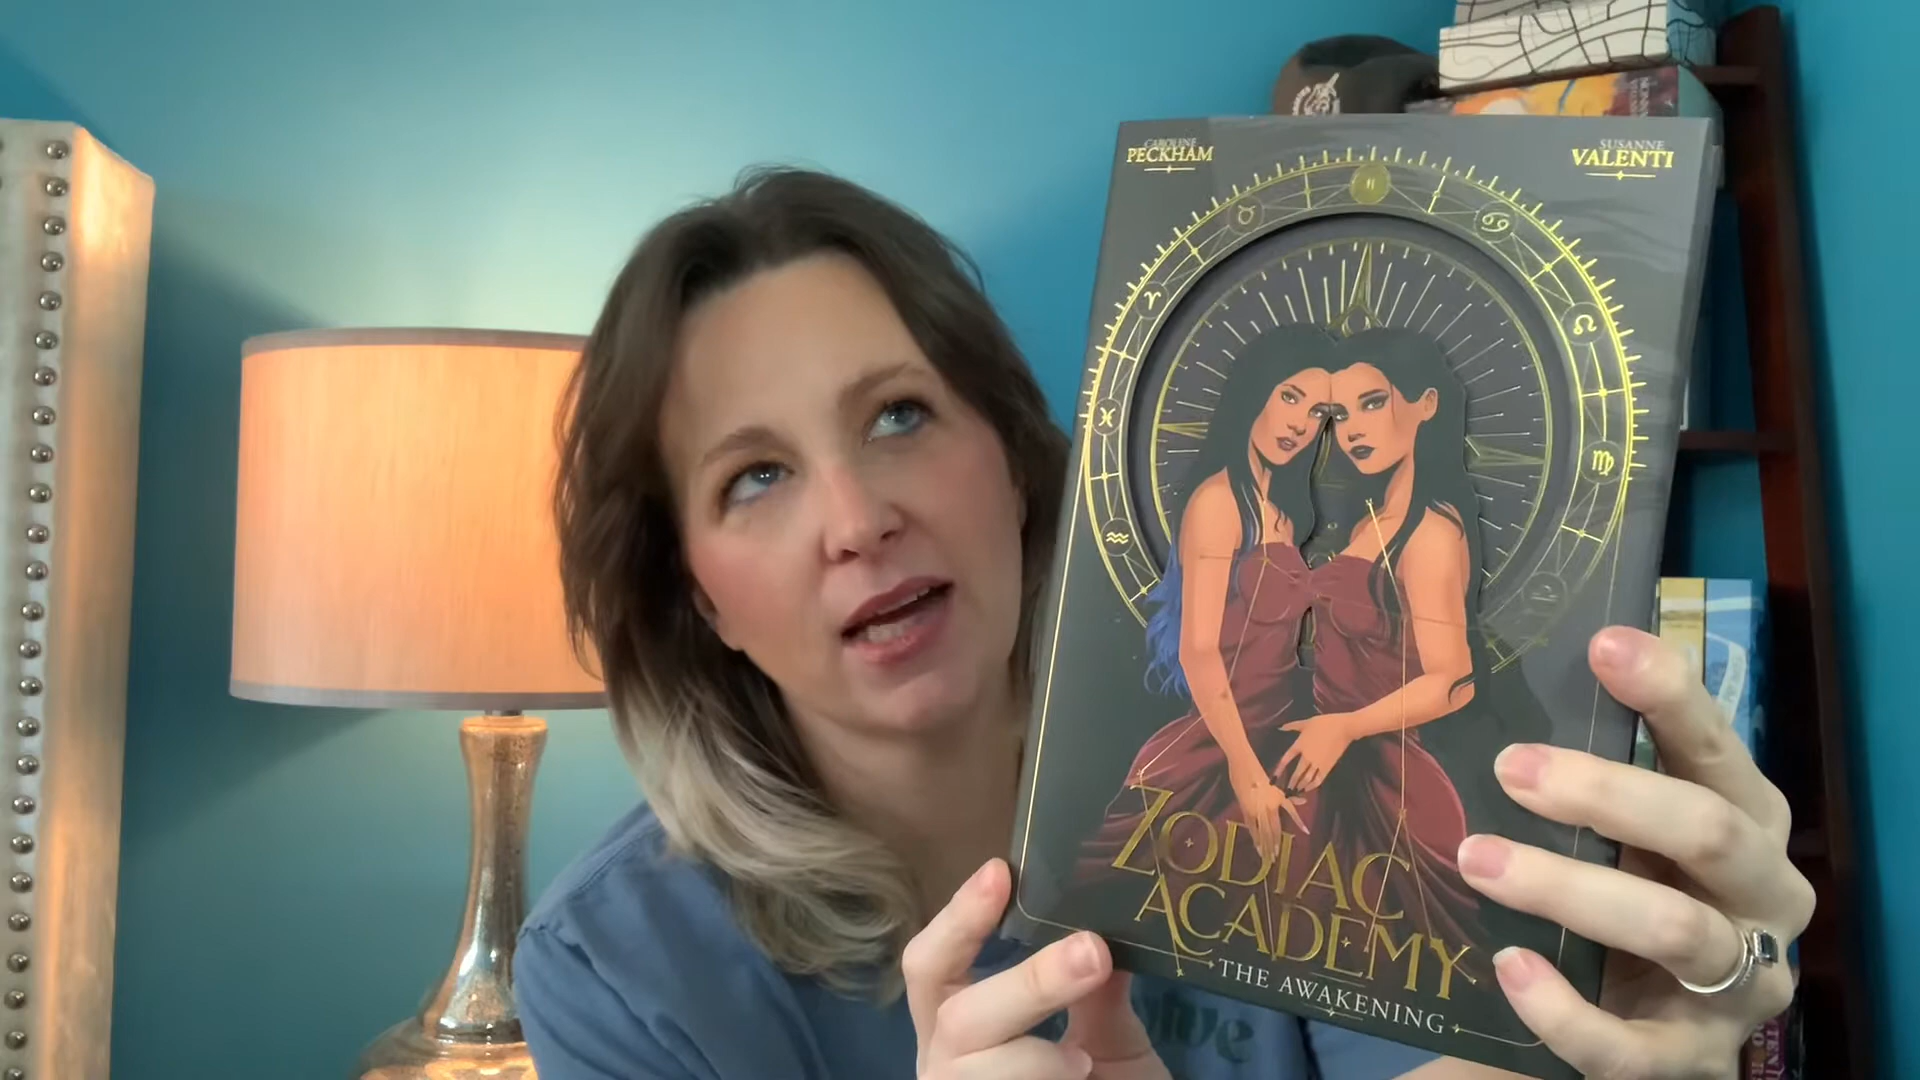 CAROLINE
PECKHAM
SUSANNE
VALENTI
ZODIAC
ACADEMY
THE AWAKENING